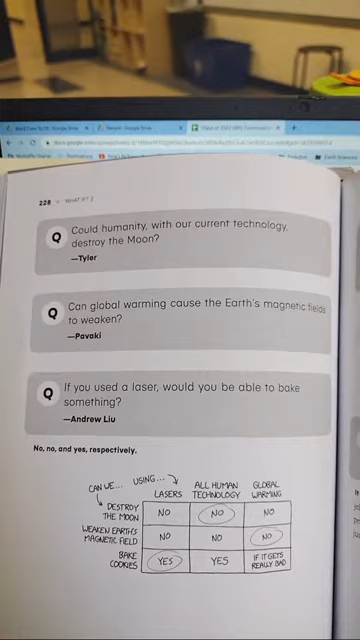 228 • WHAT IF? 2
Q
Could humanity, with our current technology,
destroy the Moon?
—Tyler
Q
Can global warming cause the Earth's magnetic fields
to weaken?
—Pavaki
Q
If you used a laser, would you be able to bake
something?
—Andrew Liu
No, no, and yes, respectively.
CAN WE... USING...
LASERS ALL HUMAN TECHNOLOGY GLOBAL WARMING
DESTROY THE MOON NO NO NO
WEAKEN EARTH'S MAGNETIC FIELD NO NO NO
BAKE COOKIES YES YES IF IT GETS REALLY BAD